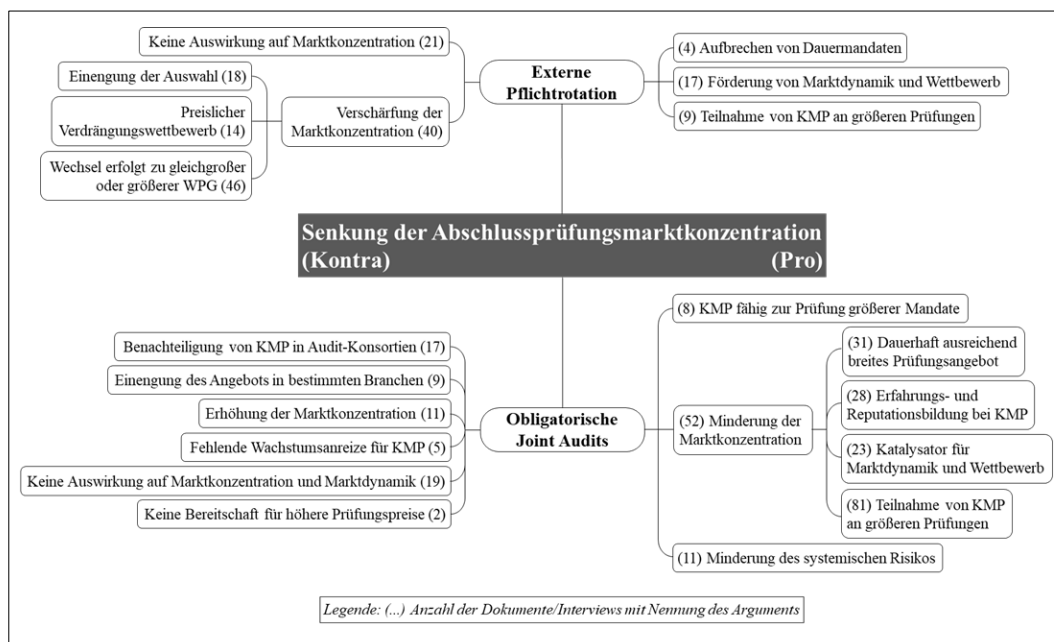 Keine Auswirkung auf Marktkonzentration (21)
Einengung der Auswahl (18)
Preislicher
Verdrängungswettbewerb (14)
Wechsel erfolgt zu gleichgroßer
oder größerer WPG (46)
Verschärfung der
Marktkonzentration (40)
Externe
Pflichtrotation
(4) Aufbrechen von Dauermandaten
(17) Förderung von Marktdynamik und Wettbewerb
(9) Teilnahme von KMP an größeren Prüfungen
Senkung der Abschlussprüfungsmarktkonzentration
(Kontra) (Pro)
Benachteiligung von KMP in Audit-Konsortien (17)
Einengung des Angebots in bestimmten Branchen (9)
Erhöhung der Marktkonzentration (11)
Fehlende Wachstumsanreize für KMP (5)
Keine Auswirkung auf Marktkonzentration und Marktdynamik (19)
Keine Bereitschaft für höhere Prüfungspreise (2)
Obligatorische
Joint Audits
(8) KMP fähig zur Prüfung größerer Mandate
(52) Minderung der
Marktkonzentration
(31) Dauerhaft ausreichend
breites Prüfungsangebot
(28) Erfahrungs- und
Reputationsbildung bei KMP
(23) Katalysator für
Marktdynamik und Wettbewerb
(81) Teilnahme von KMP
an größeren Prüfungen
(11) Minderung des systemischen Risikos
Legende: (...) Anzahl der Dokumente/Interviews mit Nennung des Arguments